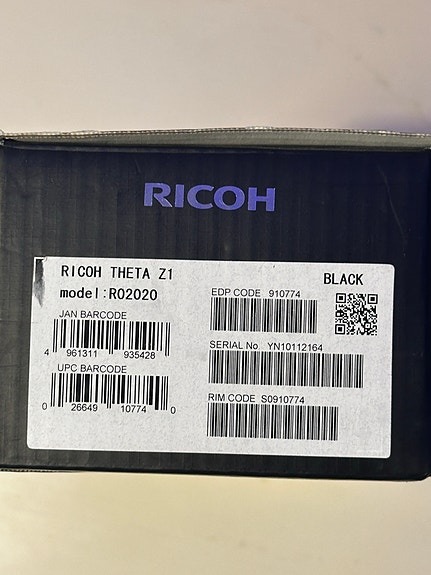 RICOH
RICOH THETA Z1
BLACK
model:R02020
EDP CODE 910774
JAN BARCODE
4 961311 935428
SERIAL No. YN10112164
UPC BARCODE
0 26649 10774 0
RIM CODE S0910774